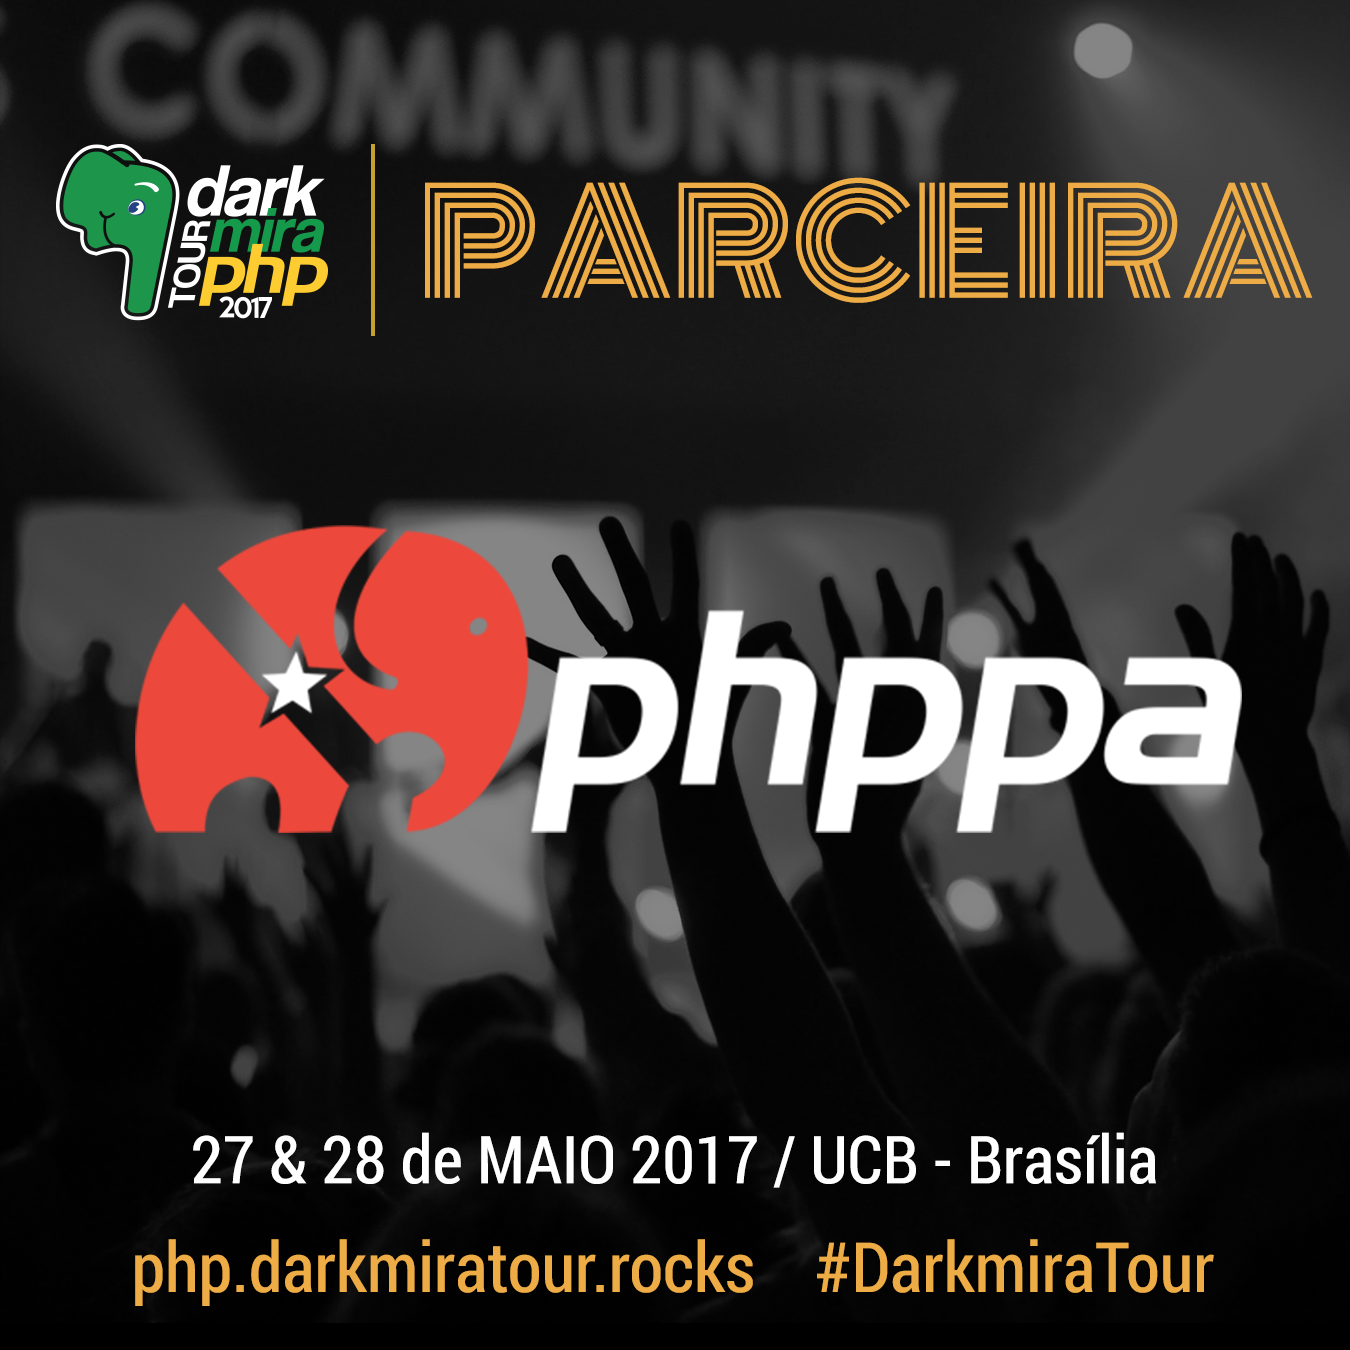 COMMUNITY
dark
mira
TOUR
php
2017
PARCEIRA
phppa
27 & 28 de MAIO 2017 / UCB - Brasília
php.darkmiratour.rocks #DarkmiraTour